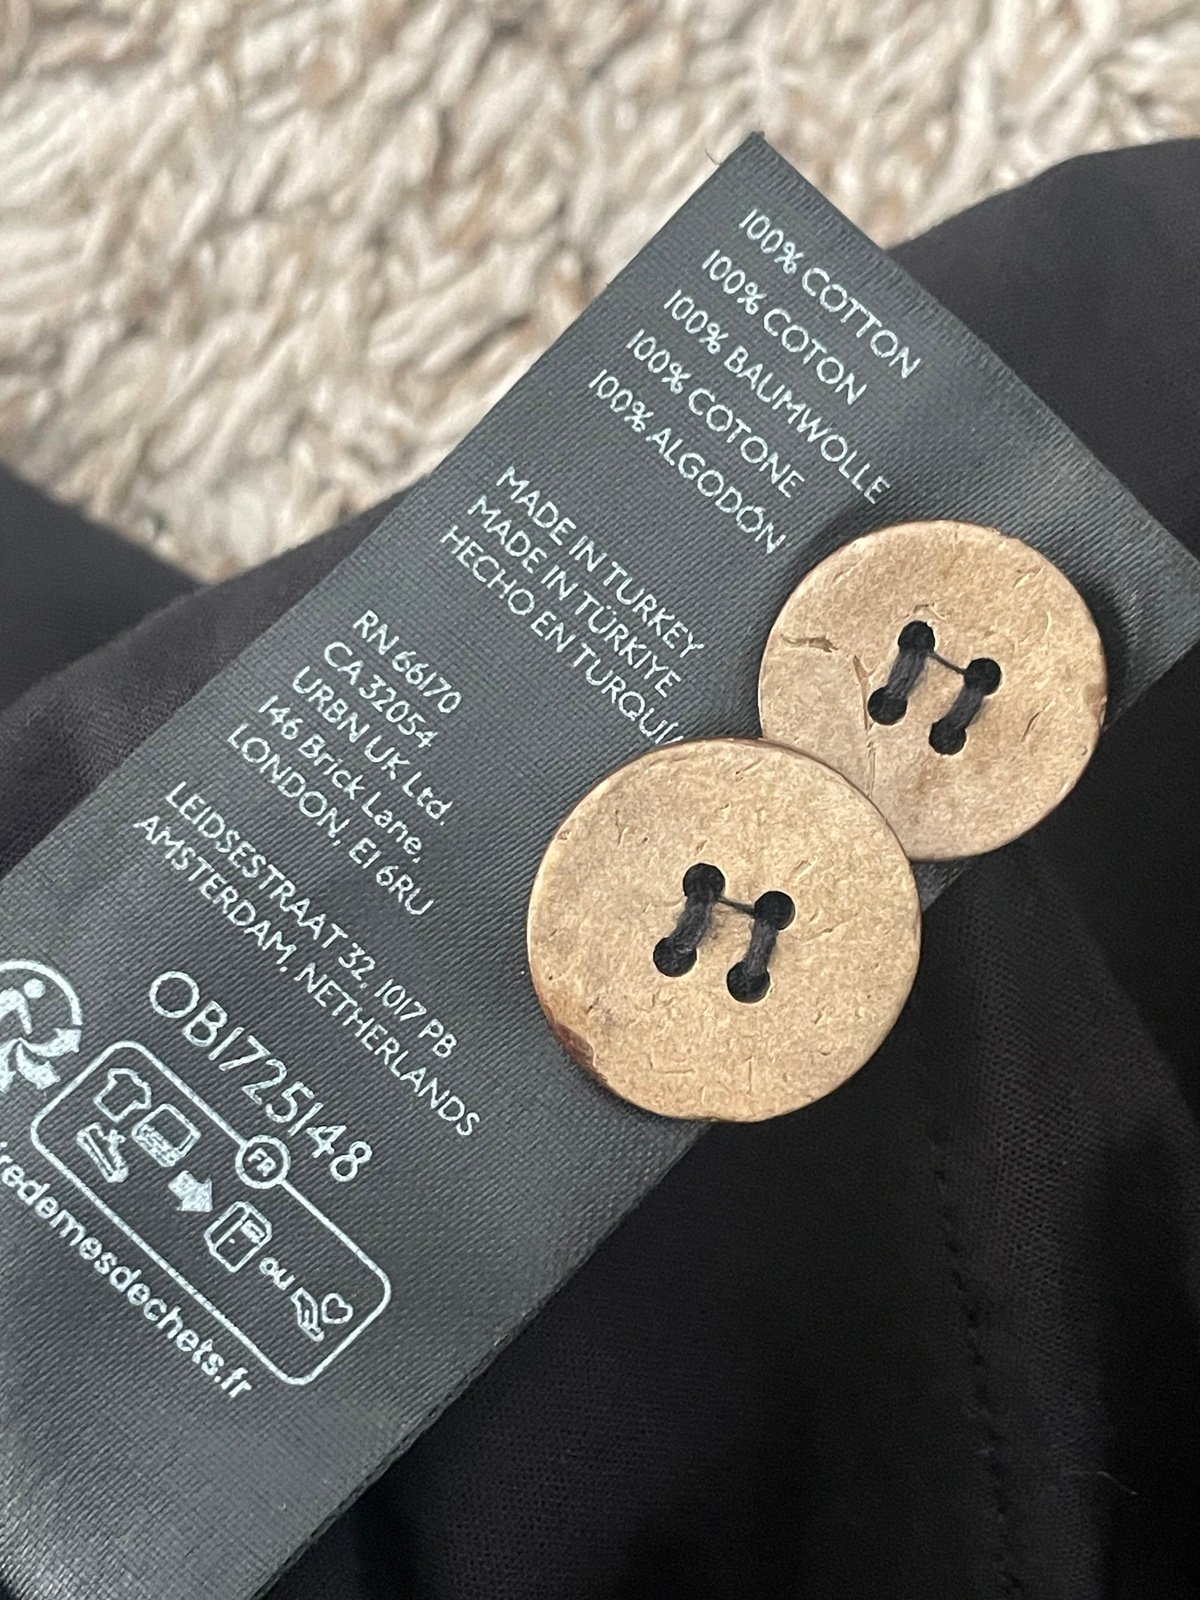 100% COTTON
100% COTON
100% BAUMWOLLE
100% COTONE
100% ALGODÓN
MADE IN TURKEY
MADE IN TÜRKIYE
HECHO EN TURQUÍ
RN 66170
CA 32054
URBN UK Ltd.
146 Brick Lane,
LONDON, E1 6RU
LEIDSESTRAAT 32, 1017 PB
AMSTERDAM, NETHERLANDS
OB1725148
FR
ou
redemesdechets.fr